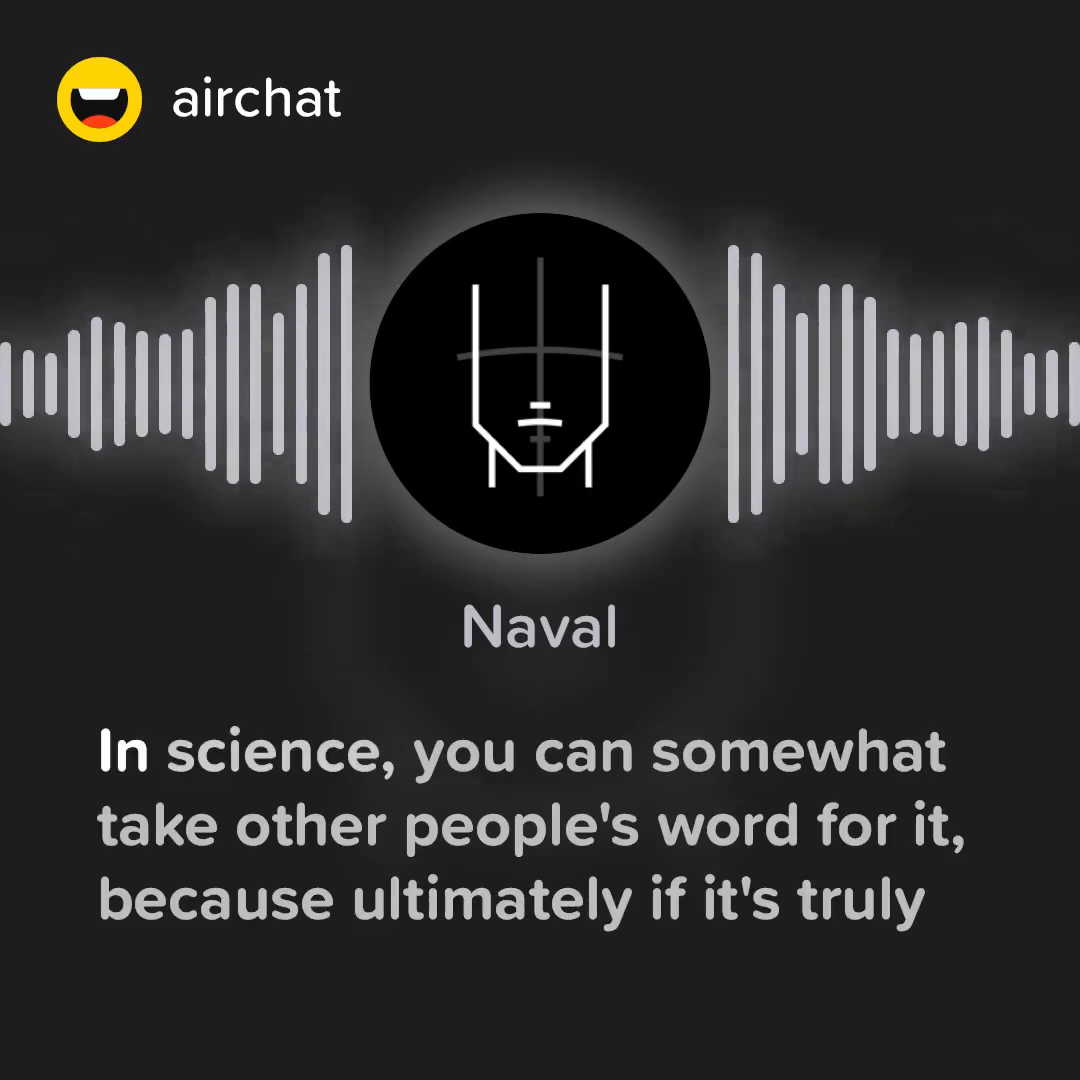 airchat
Naval
In science, you can somewhat
take other people's word for it,
because ultimately if it's truly